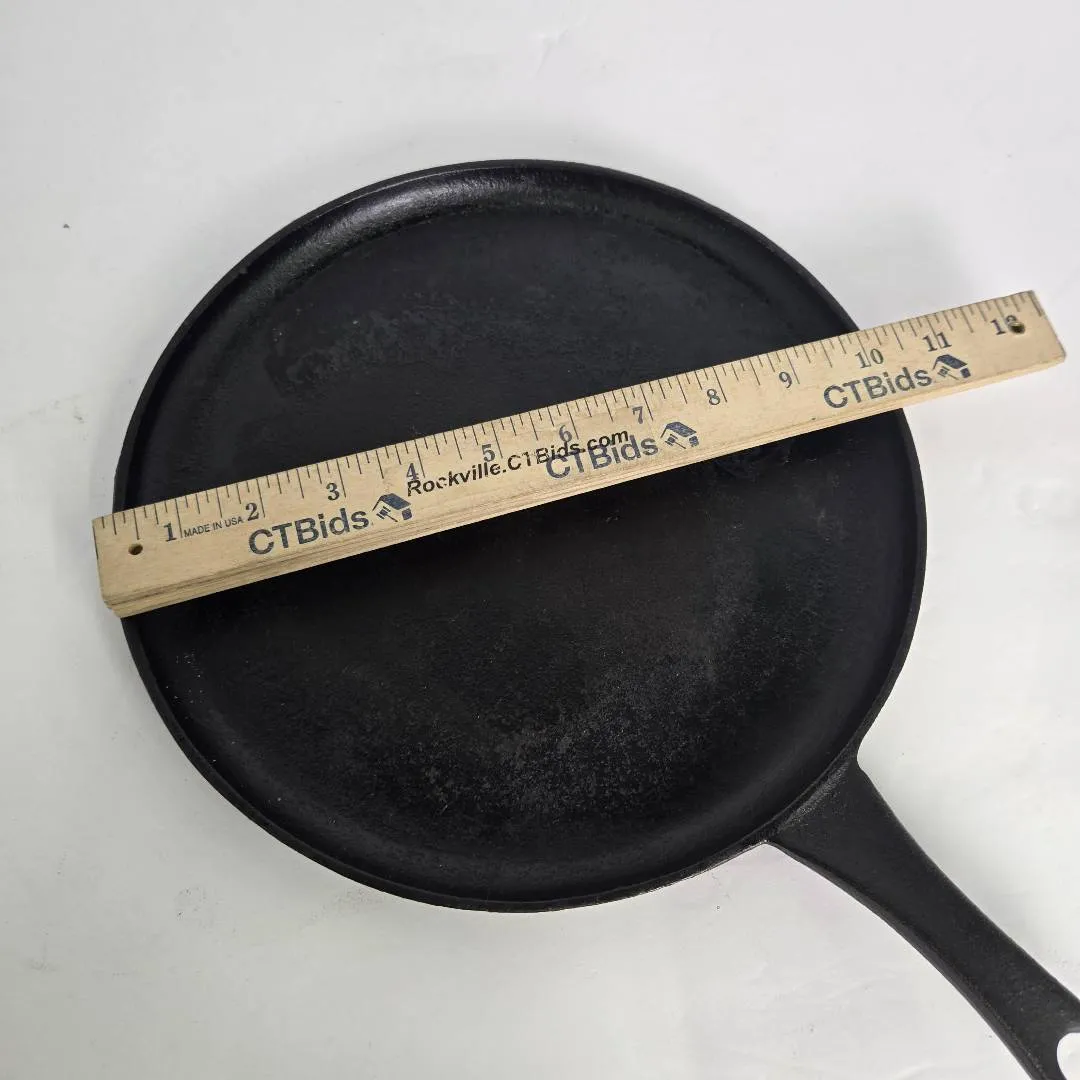 1 2 3 4 5 6 7 8 9 10 11 12
MADE IN USA
CTBids
Rockville.CTBids.com
CTBids
CTBids